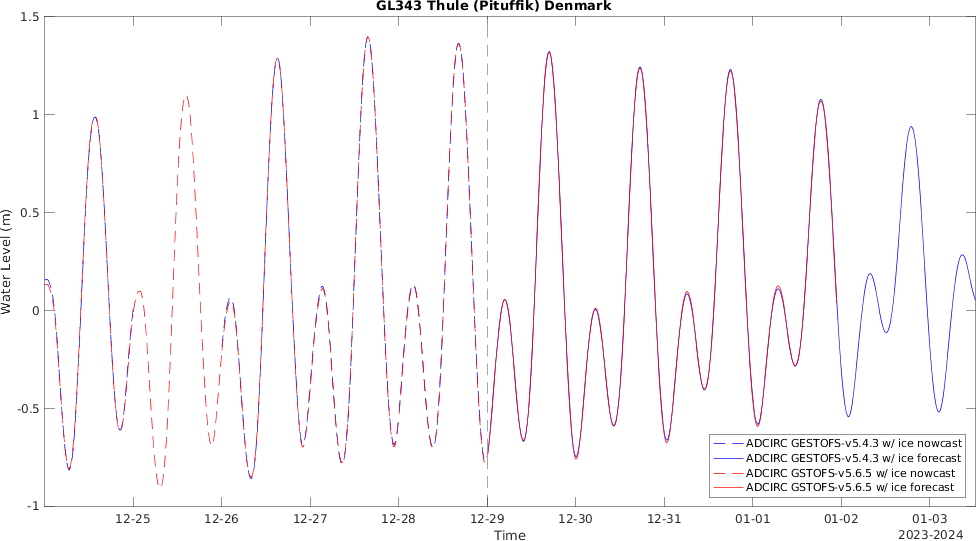 GL343 Thule (Pituffik) Denmark
1.5
1
0.5
0
-0.5
-1
Water Level (m)
ADCIRC GESTOFS-v5.4.3 w/ ice nowcast
ADCIRC GESTOFS-v5.4.3 w/ ice forecast
ADCIRC GSTOFS-v5.6.5 w/ ice nowcast
ADCIRC GSTOFS-v5.6.5 w/ ice forecast
12-25 12-26 12-27 12-28 12-29 12-30 12-31 01-01 01-02 01-03
Time
2023-2024